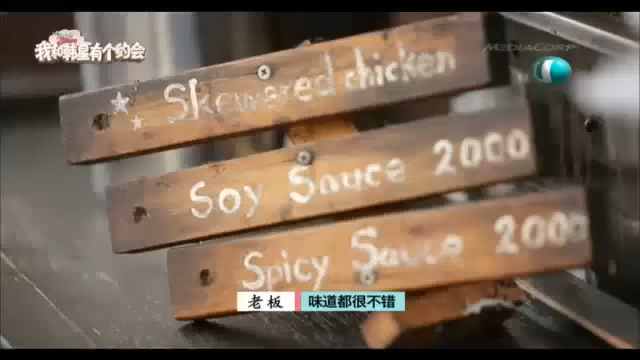 我和韩星有个约会
MEDIACORP
Skewered chicken
Soy Sauce 2000
Spicy Sauce 2000
老板 味道都很不错